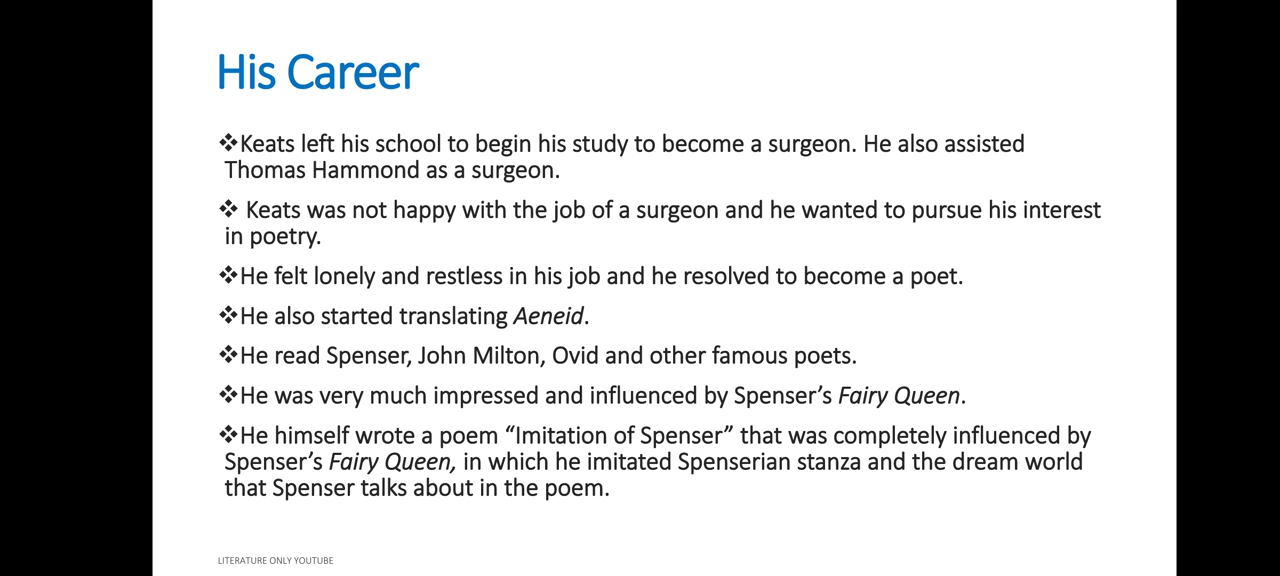 His Career
❖Keats left his school to begin his study to become a surgeon. He also assisted
Thomas Hammond as a surgeon.
❖ Keats was not happy with the job of a surgeon and he wanted to pursue his interest
in poetry.
❖He felt lonely and restless in his job and he resolved to become a poet.
❖He also started translating Aeneid.
❖He read Spenser, John Milton, Ovid and other famous poets.
❖He was very much impressed and influenced by Spenser’s Fairy Queen.
❖He himself wrote a poem “Imitation of Spenser” that was completely influenced by
Spenser’s Fairy Queen, in which he imitated Spenserian stanza and the dream world
that Spenser talks about in the poem.
LITERATURE ONLY YOUTUBE